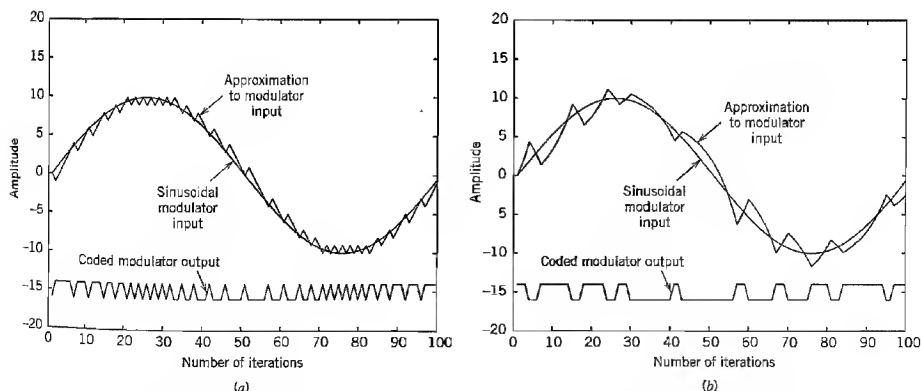 20
15
10
5
0
-5
-10
-15
-20
Amplitude
Approximation
to modulator
input
Sinusoidal
modulator
input
Coded modulator output
0
10
20
30
40
50
60
70
80
90
100
Number of iterations
(a)
20
15
10
5
0
-5
-10
-15
-20
Amplitude
Approximation
to modulator
input
Sinusoidal
modulator
input
Coded modulator output
0
10
20
30
40
50
60
70
80
90
100
Number of iterations
(b)